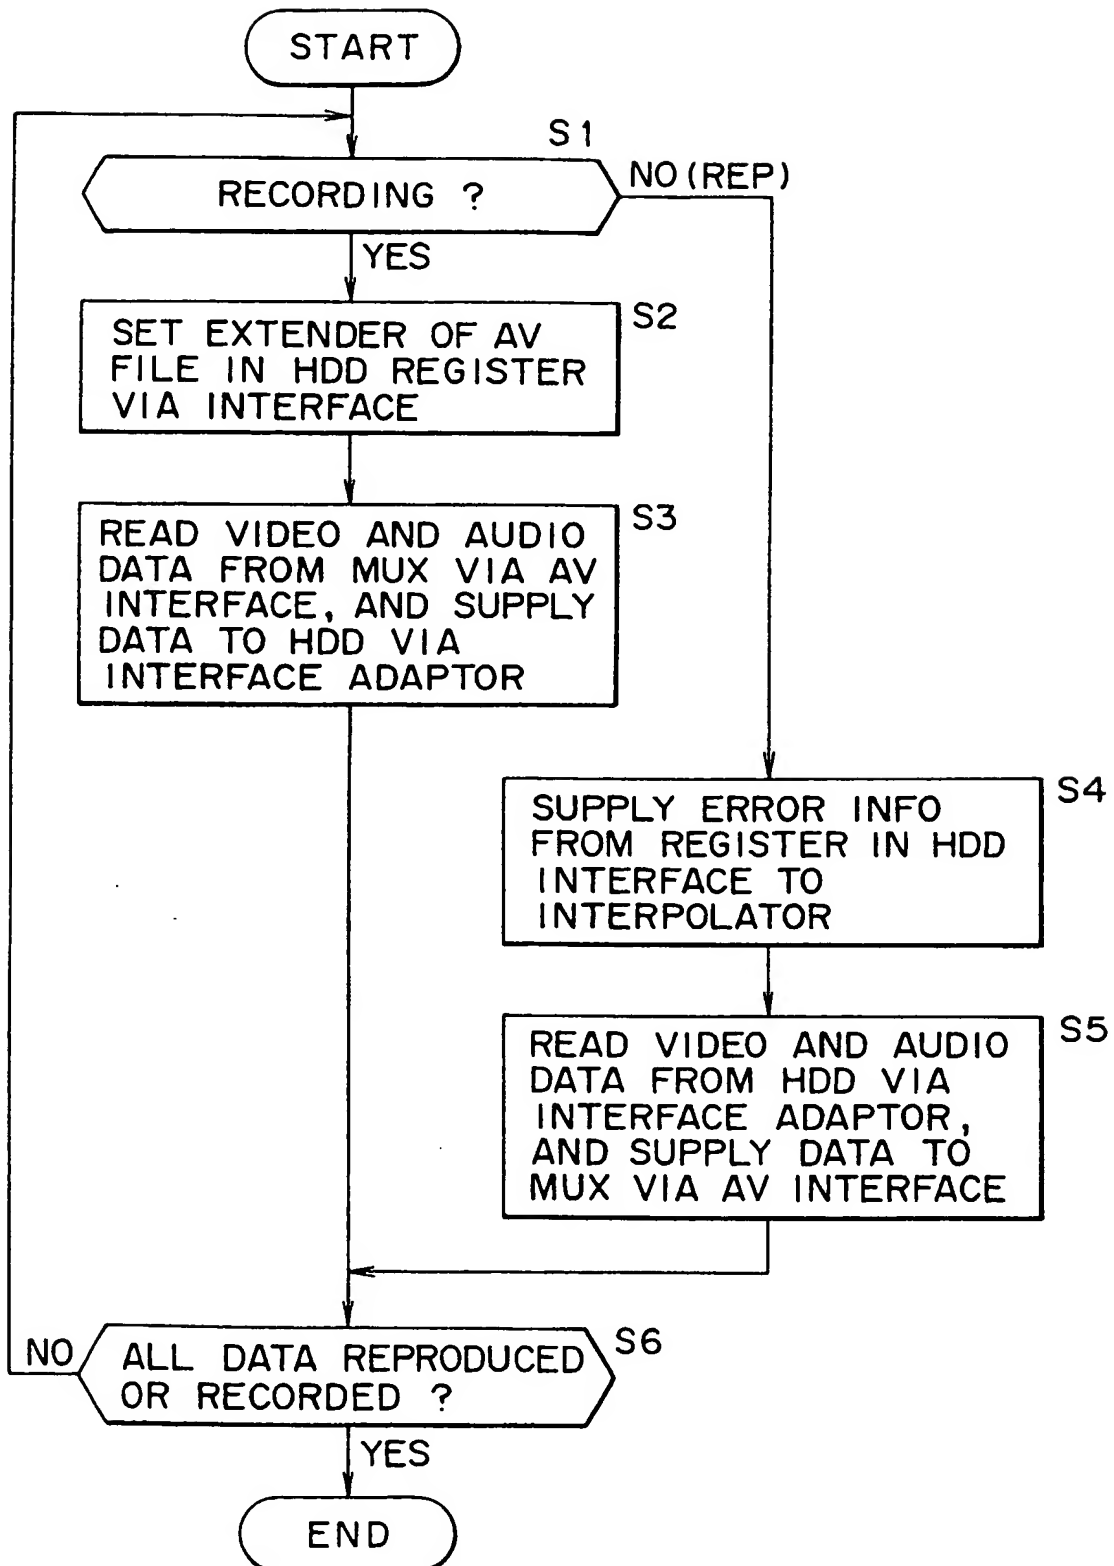 START
S1
RECORDING ?
NO (REP)
YES
S2
SET EXTENDER OF AV
FILE IN HDD REGISTER
VIA INTERFACE
S3
READ VIDEO AND AUDIO
DATA FROM MUX VIA AV
INTERFACE, AND SUPPLY
DATA TO HDD VIA
INTERFACE ADAPTOR
S4
SUPPLY ERROR INFO
FROM REGISTER IN HDD
INTERFACE TO
INTERPOLATOR
S5
READ VIDEO AND AUDIO
DATA FROM HDD VIA
INTERFACE ADAPTOR,
AND SUPPLY DATA TO
MUX VIA AV INTERFACE
S6
NO
ALL DATA REPRODUCED
OR RECORDED ?
YES
END